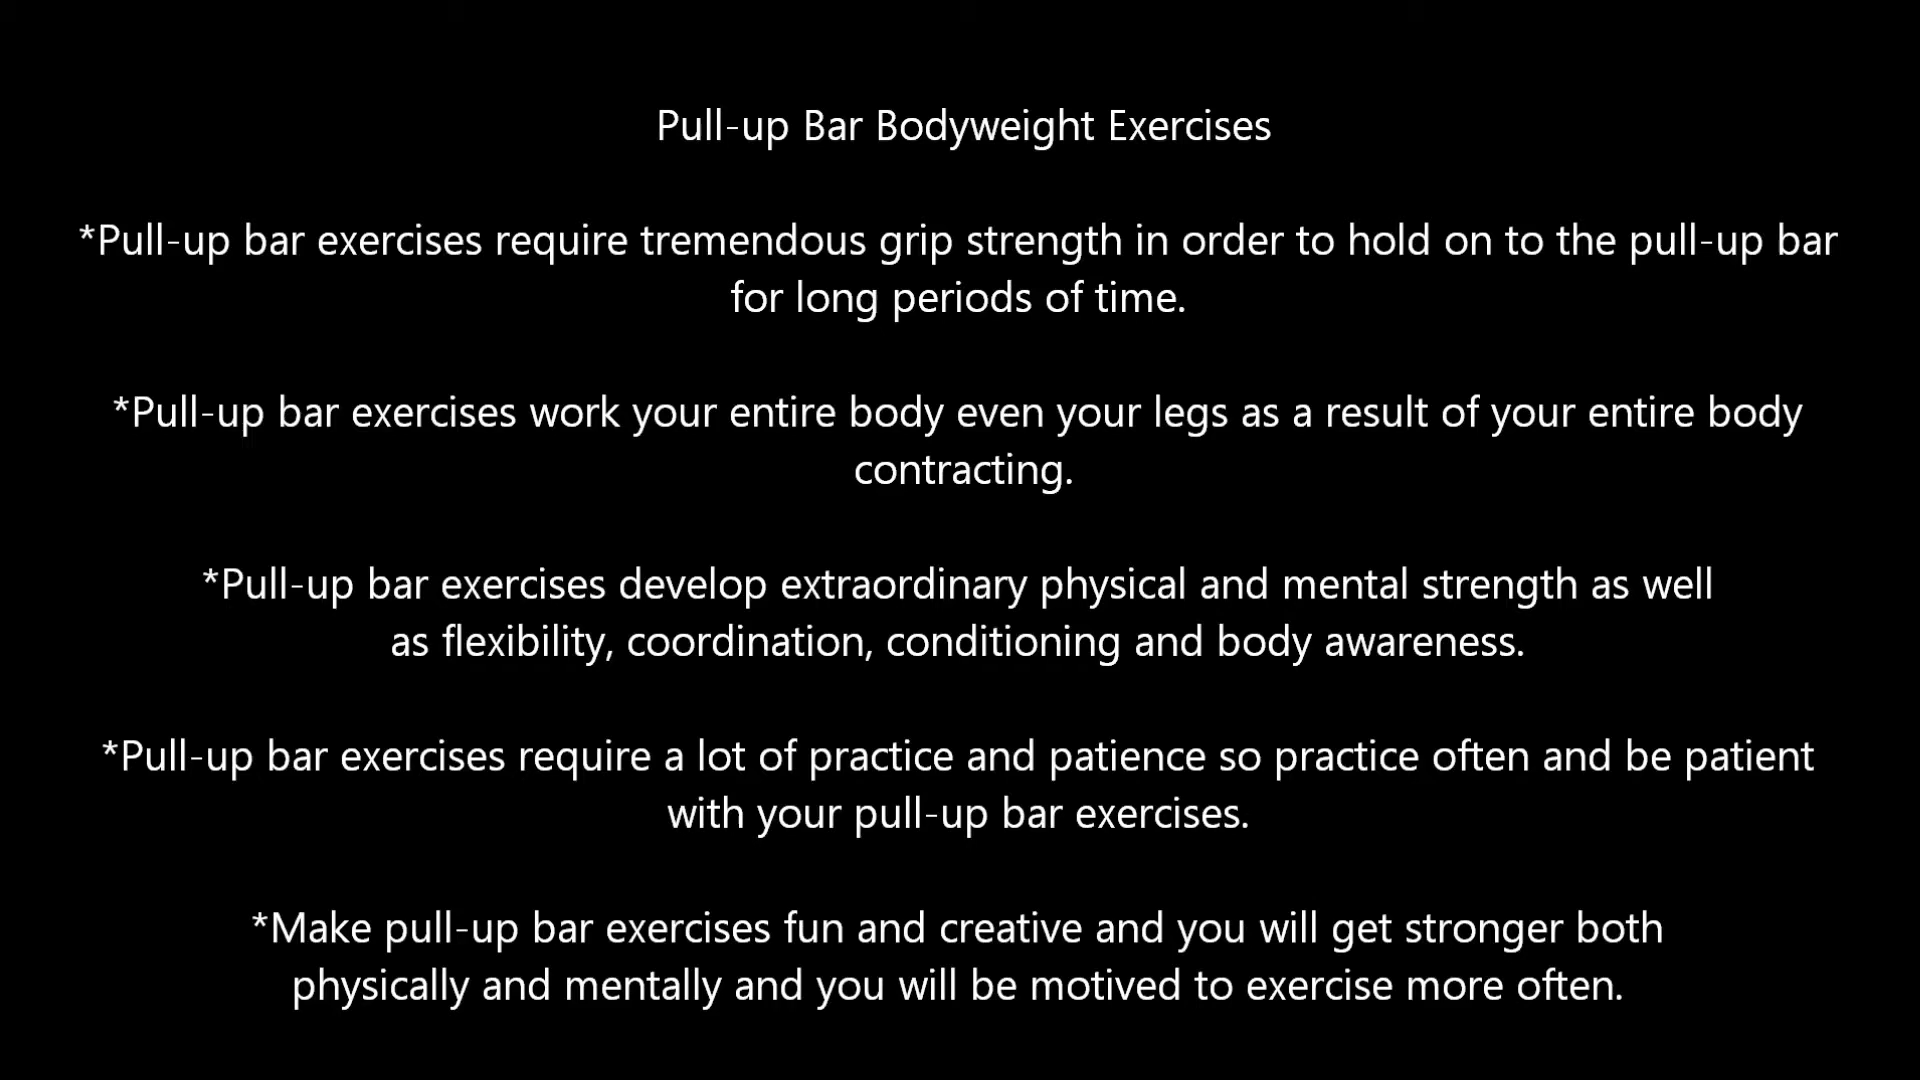 Pull-up Bar Bodyweight Exercises
*Pull-up bar exercises require tremendous grip strength in order to hold on to the pull-up bar
for long periods of time.
*Pull-up bar exercises work your entire body even your legs as a result of your entire body
contracting.
*Pull-up bar exercises develop extraordinary physical and mental strength as well
as flexibility, coordination, conditioning and body awareness.
*Pull-up bar exercises require a lot of practice and patience so practice often and be patient
with your pull-up bar exercises.
*Make pull-up bar exercises fun and creative and you will get stronger both
physically and mentally and you will be motived to exercise more often.